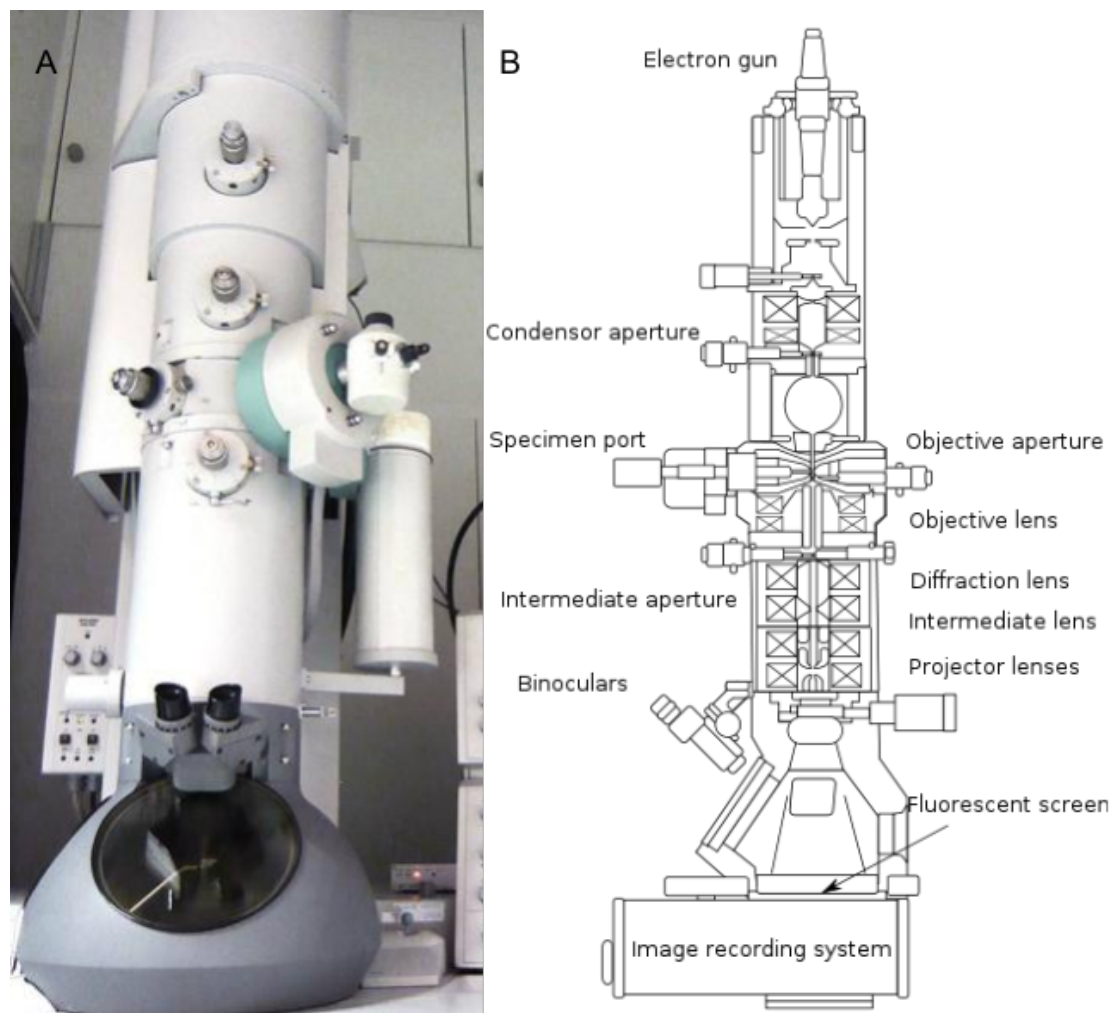 A
B
Electron gun
Condensor aperture
Specimen port
Objective aperture
Objective lens
Diffraction lens
Intermediate aperture
Intermediate lens
Projector lenses
Binoculars
Fluorescent screen
Image recording system